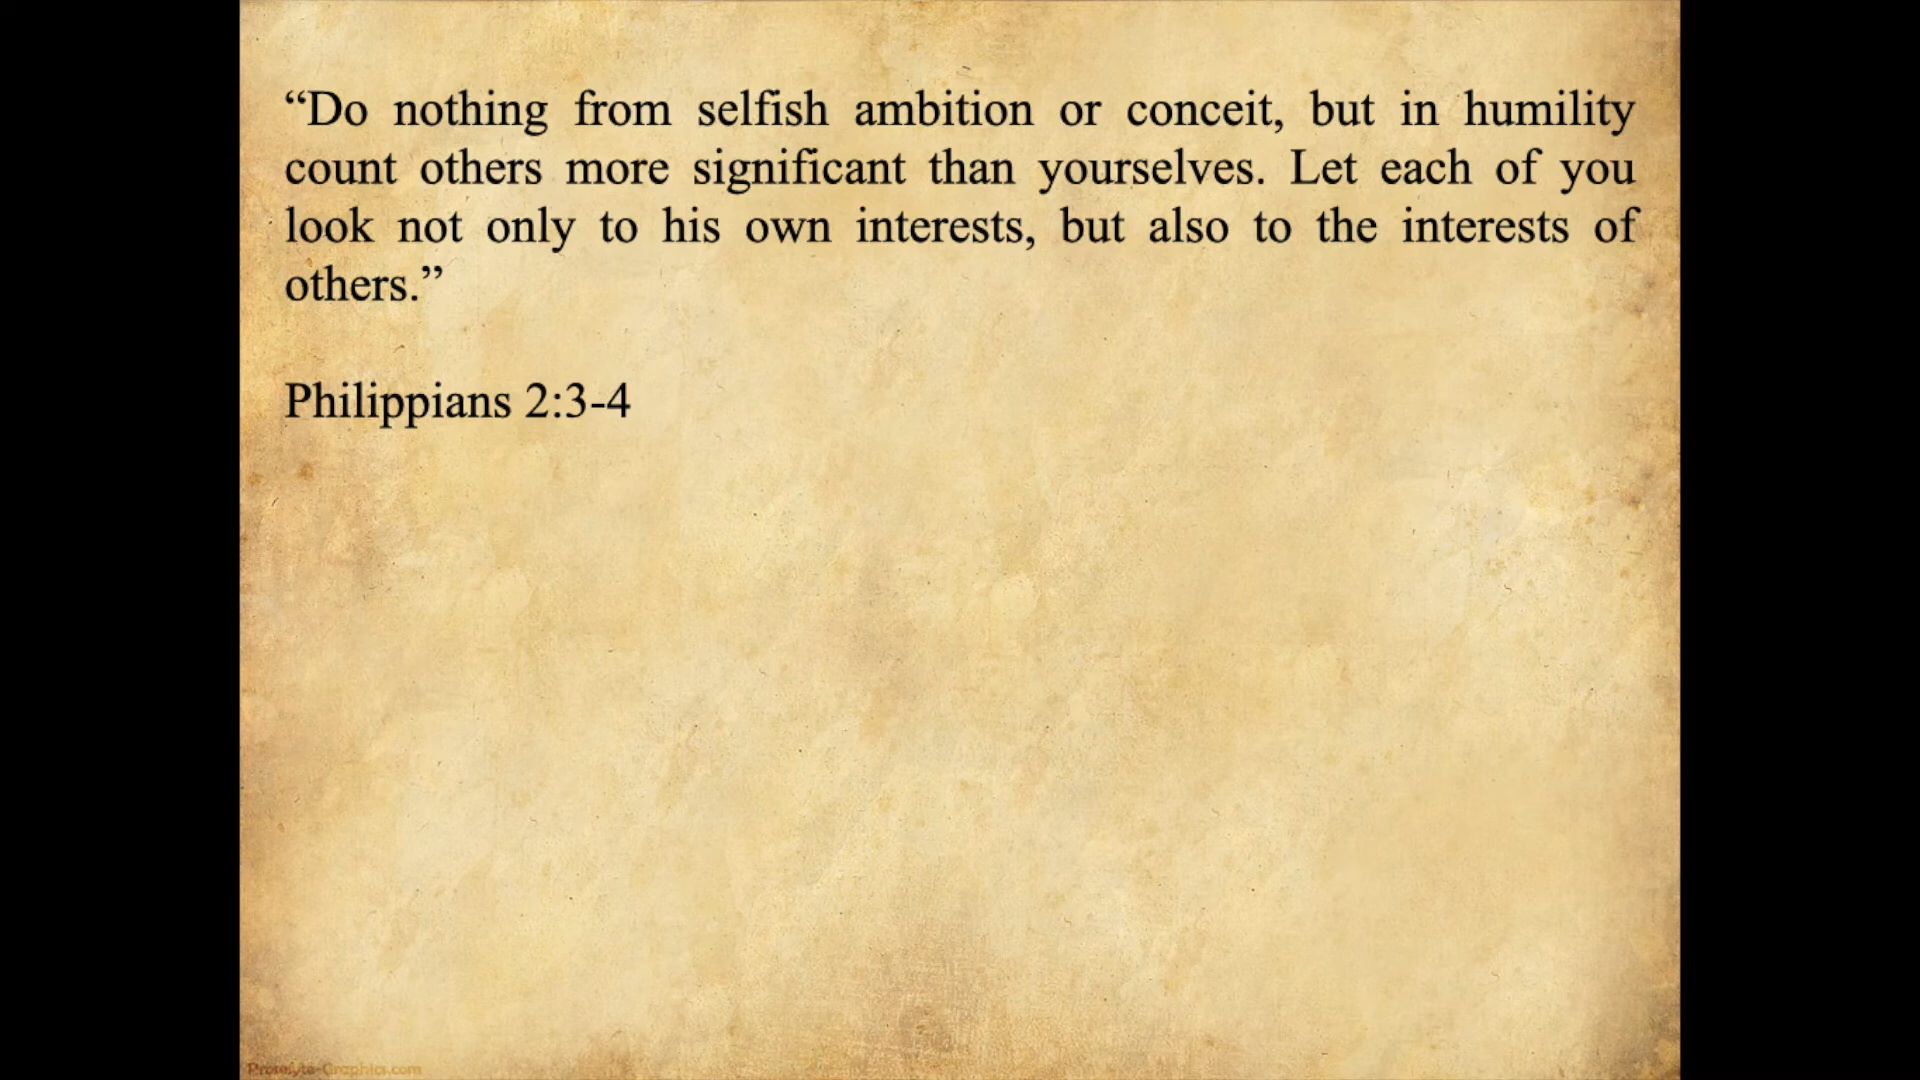 “Do nothing from selfish ambition or conceit, but in humility
count others more significant than yourselves. Let each of you
look not only to his own interests, but also to the interests of
others.”
Philippians 2:3-4